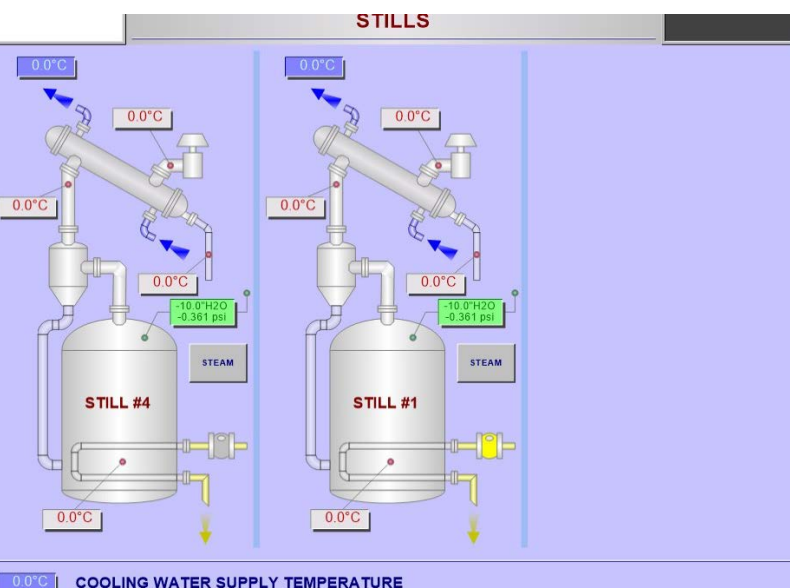 STILLS
0.0°C
0.0°C
0.0°C
0.0°C
0.0°C
0.0°C
0.0°C
0.0°C
-10.0"H2O
-0.361 psi
-10.0"H2O
-0.361 psi
STEAM
STEAM
STILL #4
STILL #1
0.0°C
0.0°C
0.0°C
COOLING WATER SUPPLY TEMPERATURE